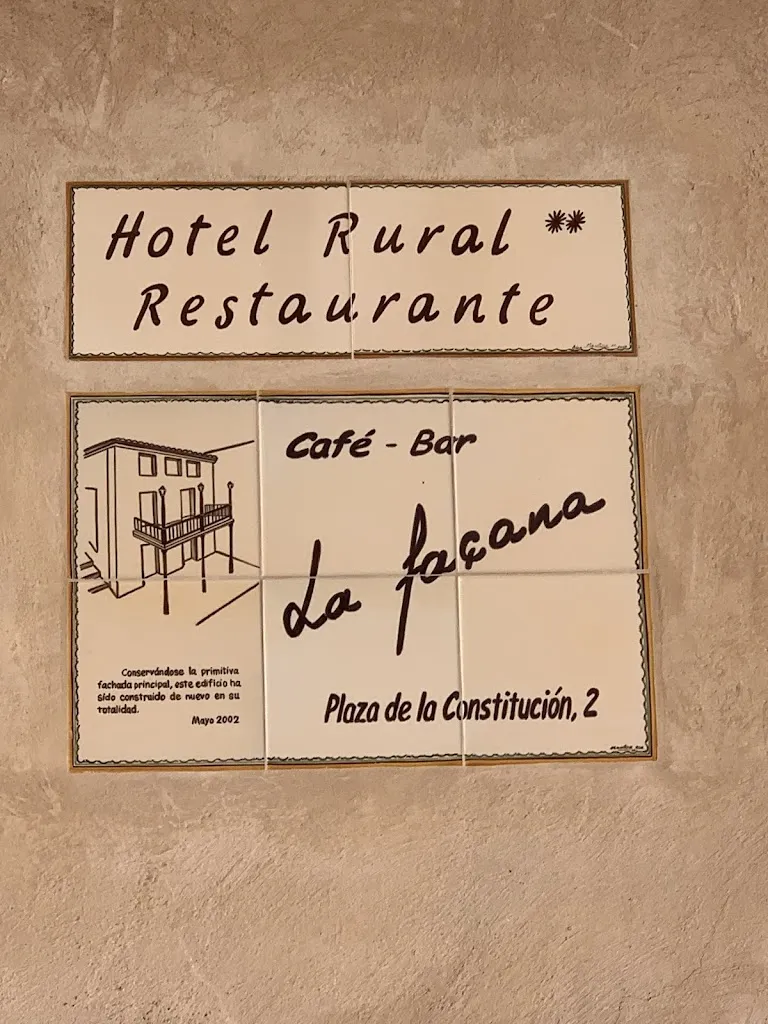 Hotel Rural **
Restaurante
Café - Bar
La façana
Conservándose la primitiva
fachada principal, este edificio ha
sido construido de nuevo en su
totalidad.
Mayo 2002
Plaza de la Constitución, 2